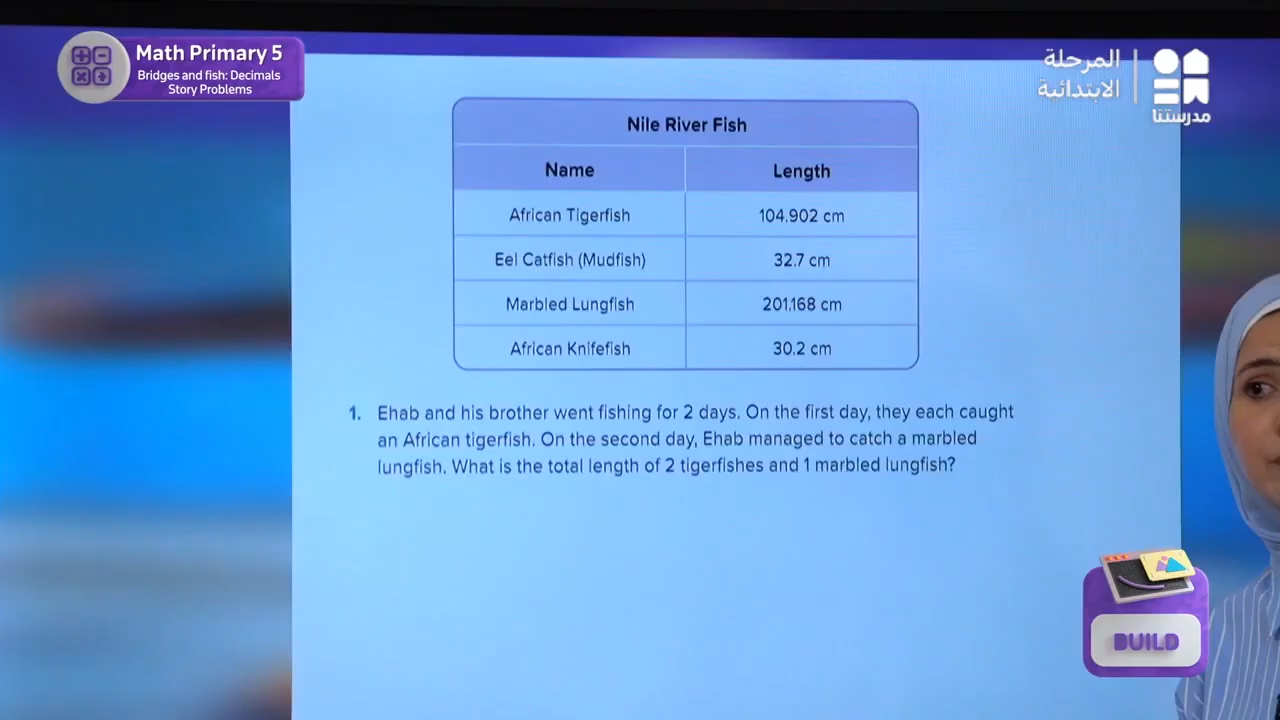 Math Primary 5
Bridges and fish: Decimals
Story Problems
المرحلة
الابتدائية
مدرستنا
Nile River Fish
Name Length
African Tigerfish 104.902 cm
Eel Catfish (Mudfish) 32.7 cm
Marbled Lungfish 201.168 cm
African Knifefish 30.2 cm
1. Ehab and his brother went fishing for 2 days. On the first day, they each caught
an African tigerfish. On the second day, Ehab managed to catch a marbled
lungfish. What is the total length of 2 tigerfishes and 1 marbled lungfish?
BUILD